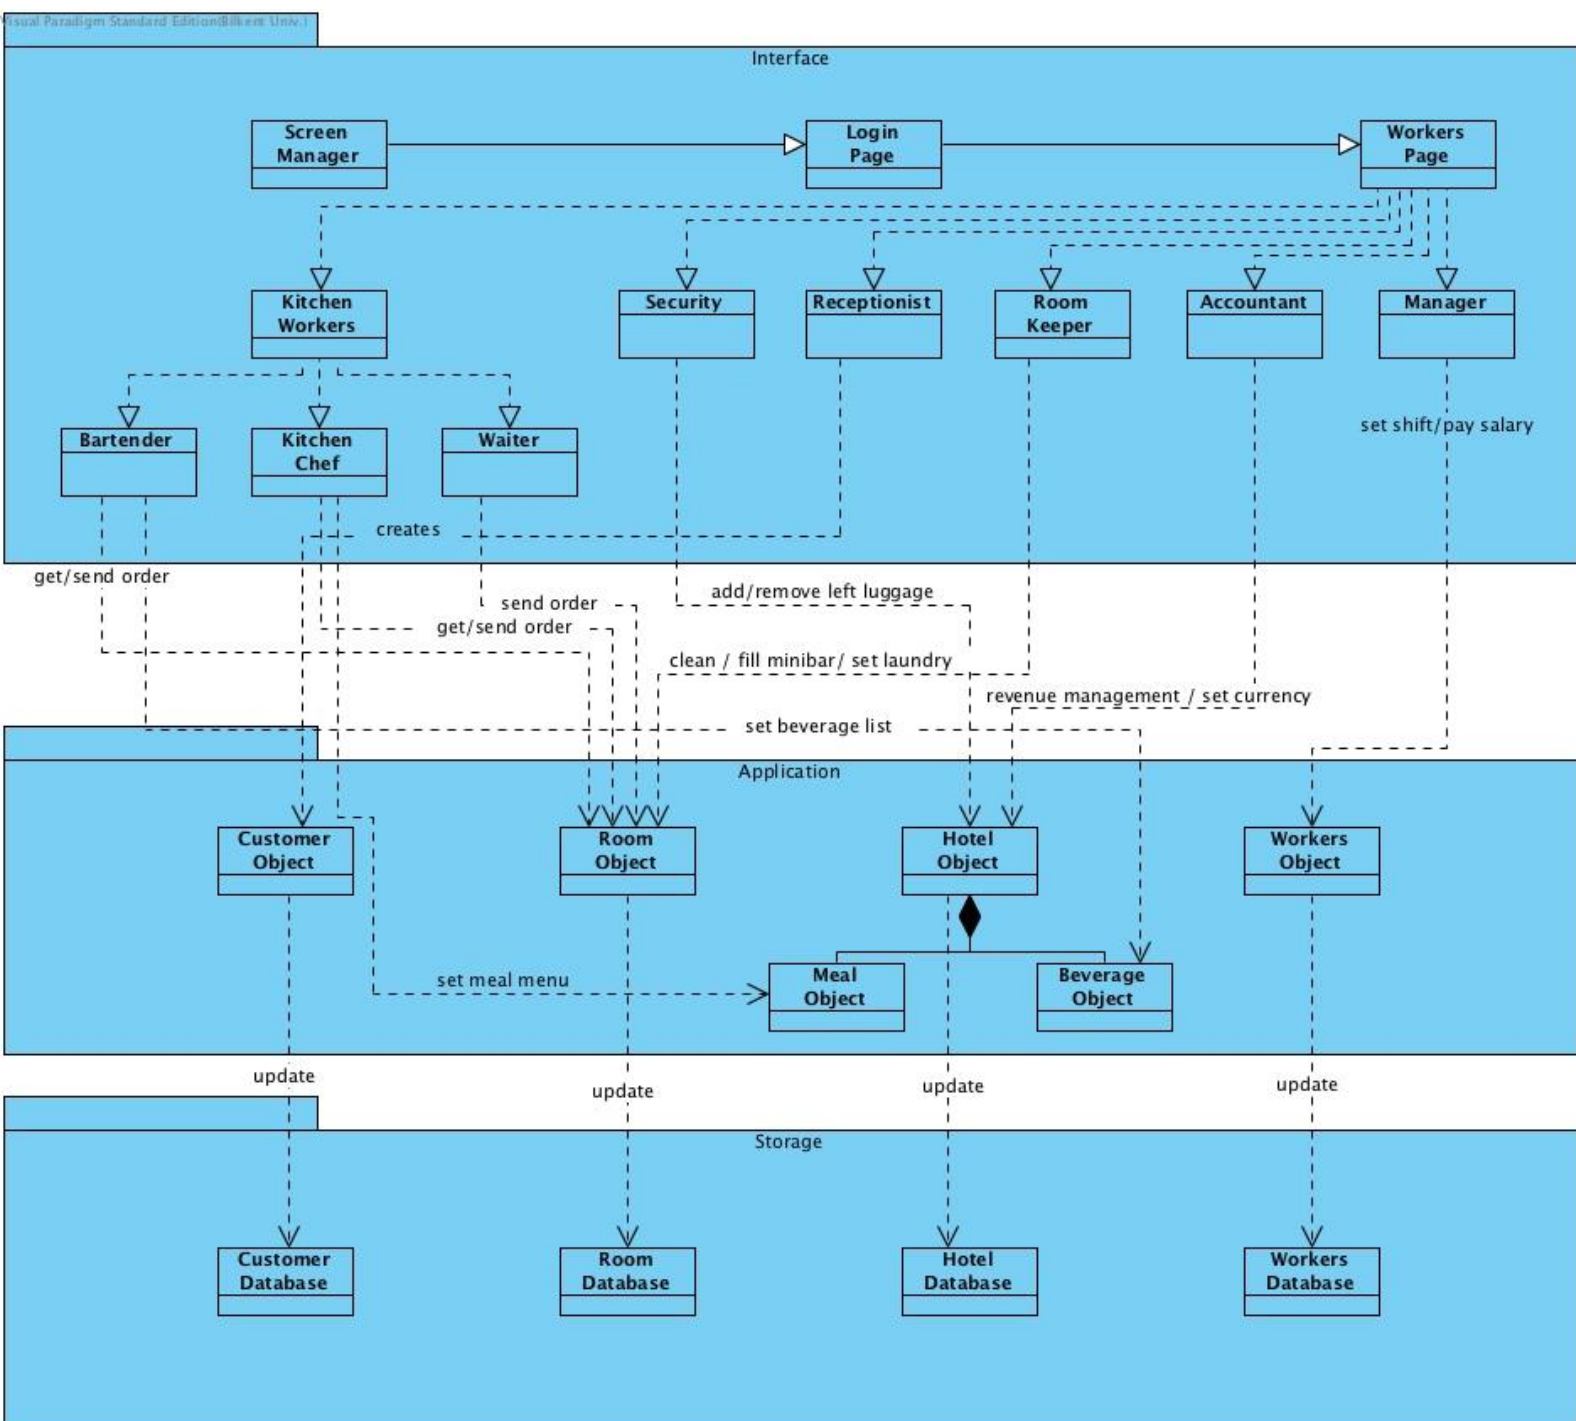 Visual Paradigm Standard Edition(Bilkent Univ.)
Interface
Screen
Manager
Login
Page
Workers
Page
Kitchen
Workers
Security
Receptionist
Room
Keeper
Accountant
Manager
set shift/pay salary
Bartender
Kitchen
Chef
Waiter
creates
get/send order
add/remove left luggage
send order
get/send order
clean / fill minibar/ set laundry
revenue management / set currency
set beverage list
Application
Customer
Object
Room
Object
Hotel
Object
Workers
Object
set meal menu
Meal
Object
Beverage
Object
update
update
update
update
Storage
Customer
Database
Room
Database
Hotel
Database
Workers
Database